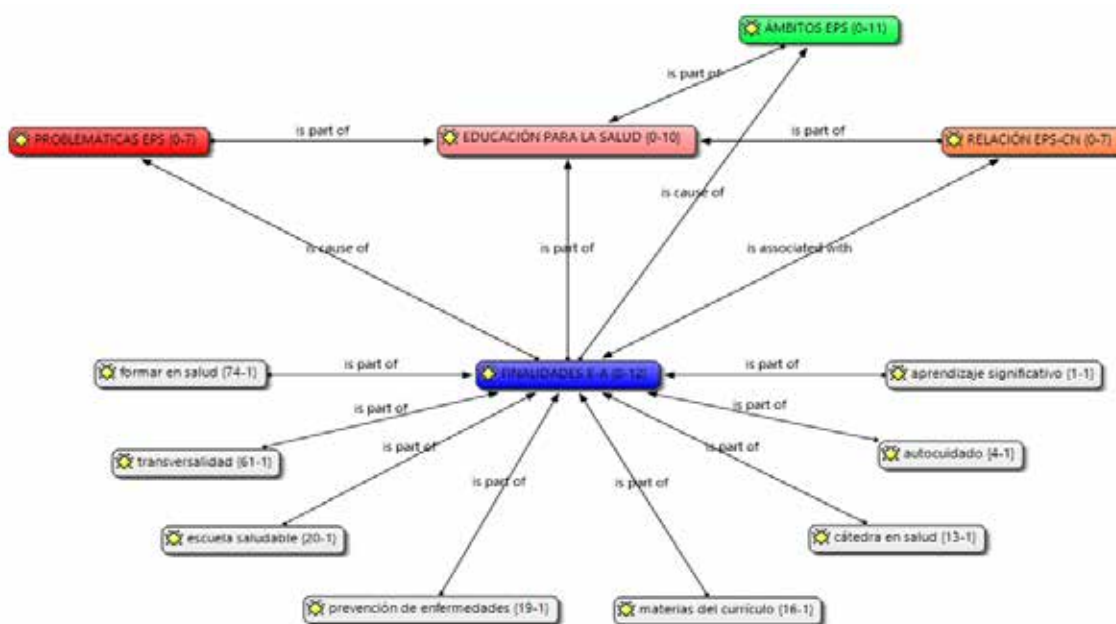 ÁMBITOS EPS {0-11}
is part of
PROBLEMÁTICAS EPS {0-7}
is part of
EDUCACIÓN PARA LA SALUD {0-10}
is part of
RELACIÓN EPS-CN {0-7}
is cause of
is cause of
is part of
is associated with
formar en salud {74-1}
is part of
FINALIDADES E-A {0-12}
is part of
aprendizaje significativo {1-1}
is part of
is part of
transversalidad {61-1}
is part of
is part of
autocuidado {4-1}
is part of
is part of
escuela saludable {20-1}
cátedra en salud {13-1}
prevención de enfermedades {19-1}
materias del currículo {16-1}